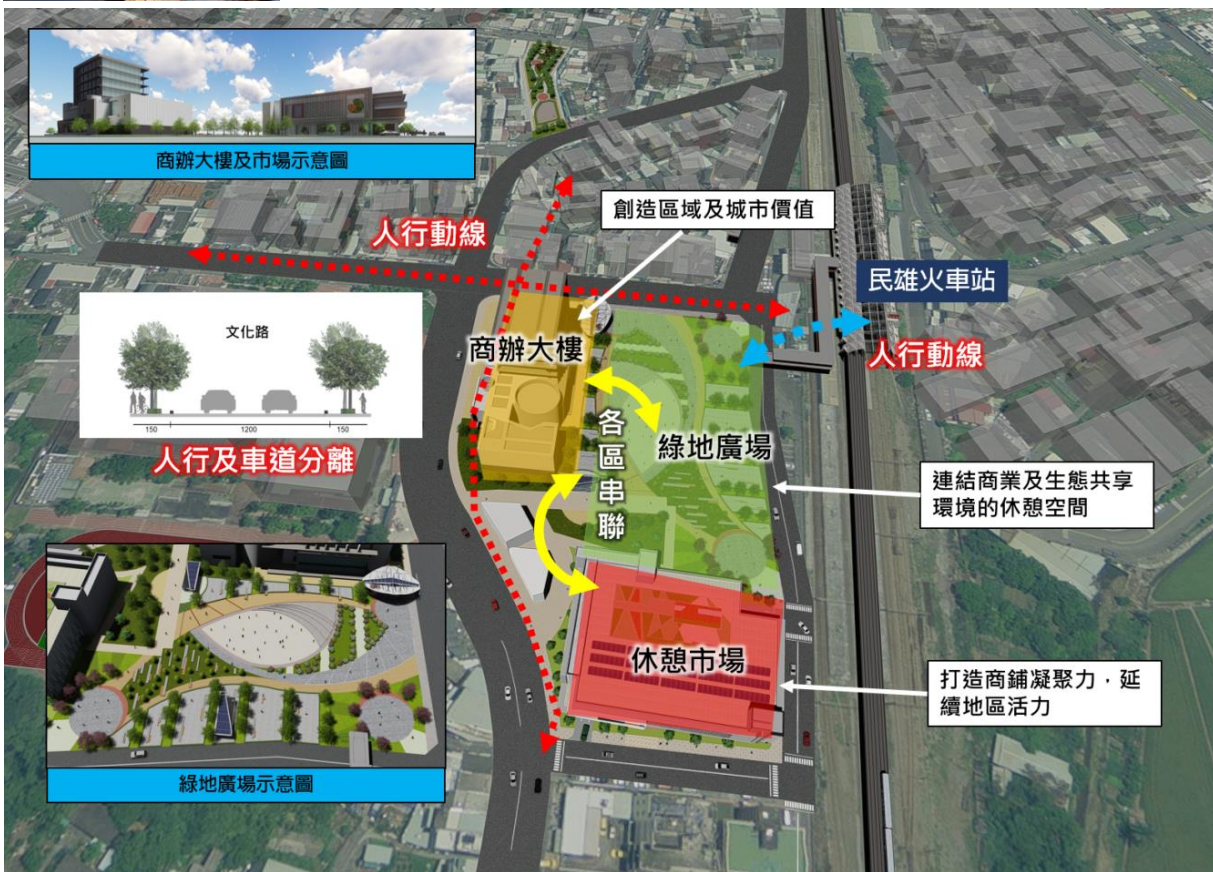 商辦大樓及市場示意圖
創造區域及城市價值
人行動線
民雄火車站
文化路
商辦大樓
人行動線
150
1200
150
各區串聯
綠地廣場
人行及車道分離
連結商業及生態共享
環境的休憩空間
休憩市場
打造商鋪凝聚力，延
續地區活力
綠地廣場示意圖